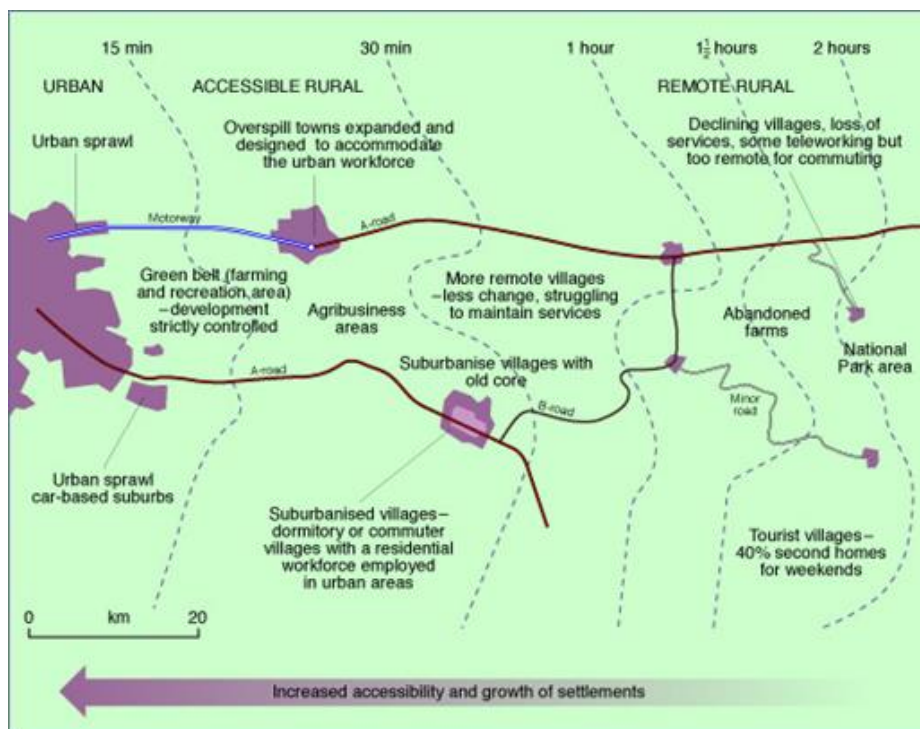 15 min
30 min
1 hour
1½ hours
2 hours
URBAN
ACCESSIBLE RURAL
REMOTE RURAL
Urban sprawl
Overspill towns expanded and
designed to accommodate
the urban workforce
Declining villages, loss of
services, some teleworking but
too remote for commuting
Motorway
A-road
Green belt (farming
and recreation area)
–development
strictly controlled
Agribusiness
areas
More remote villages
–less change, struggling
to maintain services
Abandoned
farms
National
Park area
A-road
Suburbanise villages with
old core
B-road
Minor
road
Urban sprawl
car-based suburbs
Suburbanised villages–
dormitory or commuter
villages with a residential
workforce employed
in urban areas
Tourist villages–
40% second homes
for weekends
0 km 20
Increased accessibility and growth of settlements